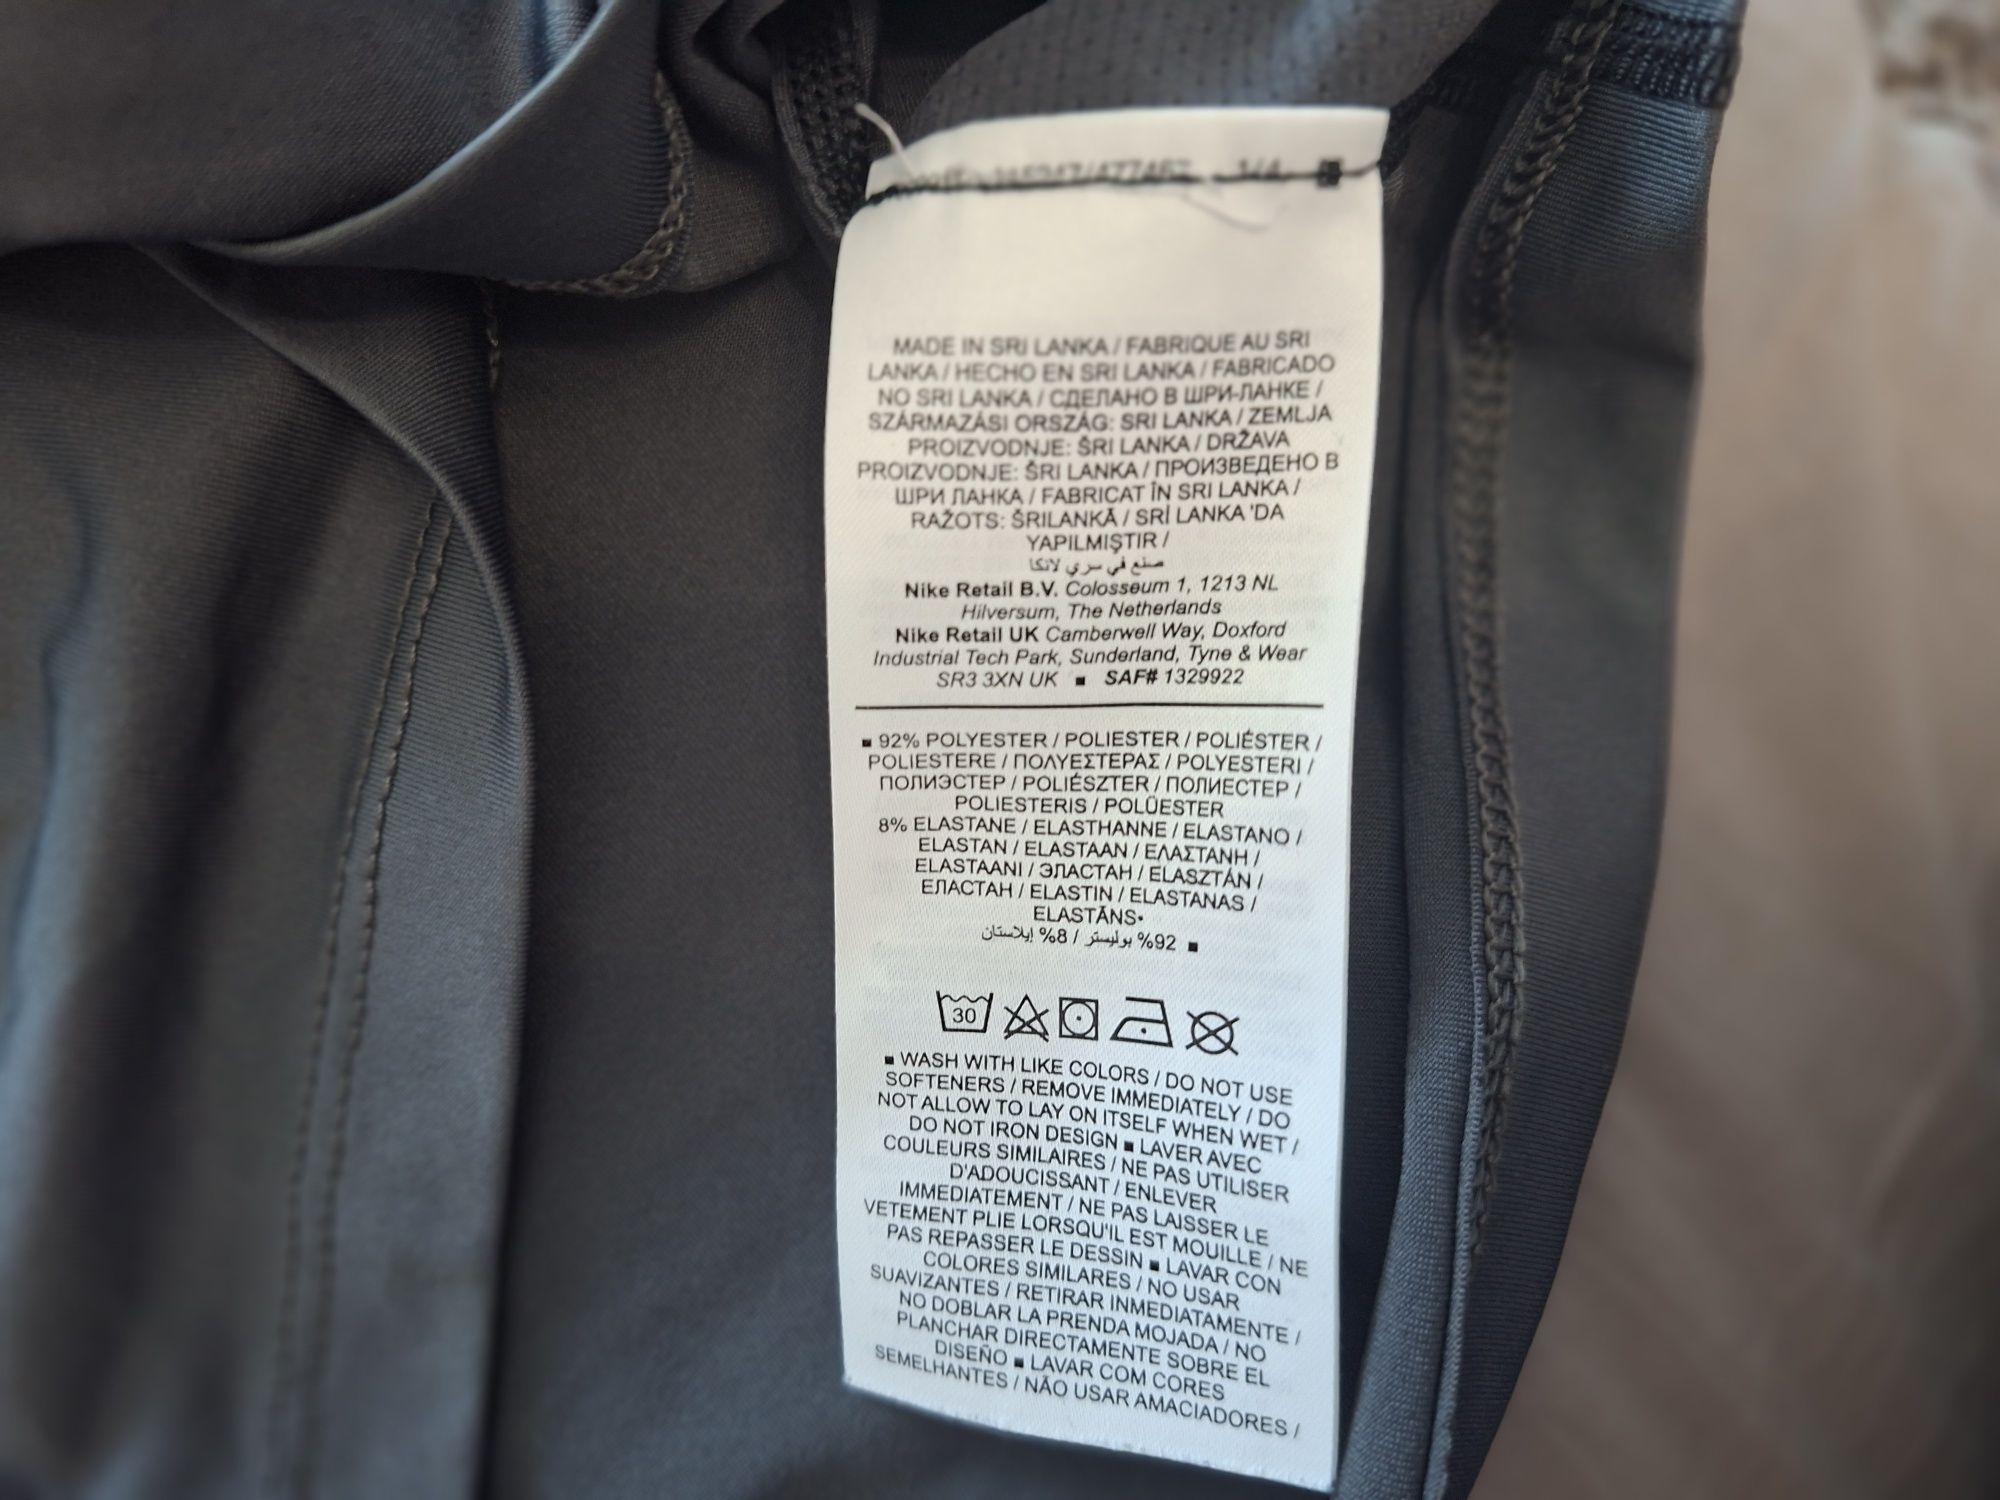 1/4
MADE IN SRI LANKA / FABRIQUE AU SRI
LANKA / HECHO EN SRI LANKA / FABRICADO
NO SRI LANKA / СДЕЛАНО В ШРИ-ЛАНКЕ /
SZÁRMAZÁSI ORSZÁG: SRI LANKA / ZEMLJA
PROIZVODNJE: ŠRI LANKA / DRŽAVA
PROIZVODNJE: ŠRI LANKA / ПРОИЗВЕДЕНО В
ШРИ ЛАНКА / FABRICAT ÎN SRI LANKA /
RAŽOTS: ŠRILANKĀ / SRİ LANKA 'DA
YAPILMIŞTIR /
صنع في سري لانكا
Nike Retail B.V. Colosseum 1, 1213 NL
Hilversum, The Netherlands
Nike Retail UK Camberwell Way, Doxford
Industrial Tech Park, Sunderland, Tyne & Wear
SR3 3XN UK ■ SAF# 1329922
■ 92% POLYESTER / POLIESTER / POLIÉSTER /
POLIESTERE / ΠΟΛΥΕΣΤΕΡΑΣ / POLYESTERI /
ПОЛИЭСТЕР / POLIÉSZTER / ПОЛИЕСТЕР /
POLIESTERIS / POLÜESTER
8% ELASTANE / ELASTHANNE / ELASTANO /
ELASTAN / ELASTAAN / ΕΛΑΣΤΑΝΗ /
ELASTAANI / ЭЛАСТАН / ELASZTÁN /
ЕЛАСТАН / ELASTIN / ELASTANAS /
ELASTĀNS•
■ 92% بوليستر / 8% إيلاستان
30
■ WASH WITH LIKE COLORS / DO NOT USE
SOFTENERS / REMOVE IMMEDIATELY / DO
NOT ALLOW TO LAY ON ITSELF WHEN WET /
DO NOT IRON DESIGN ■ LAVER AVEC
COULEURS SIMILAIRES / NE PAS UTILISER
D'ADOUCISSANT / ENLEVER
IMMEDIATEMENT / NE PAS LAISSER LE
VETEMENT PLIE LORSQU'IL EST MOUILLE / NE
PAS REPASSER LE DESSIN ■ LAVAR CON
COLORES SIMILARES / NO USAR
SUAVIZANTES / RETIRAR INMEDIATAMENTE /
NO DOBLAR LA PRENDA MOJADA / NO
PLANCHAR DIRECTAMENTE SOBRE EL
DISEÑO ■ LAVAR COM CORES
SEMELHANTES / NÃO USAR AMACIADORES /